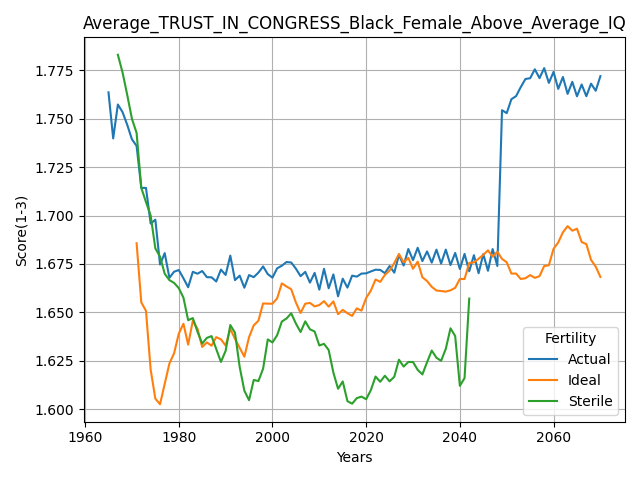 Average_TRUST_IN_CONGRESS_Black_Female_Above_Average_IQ
1.775
1.750
1.725
1.700
1.675
1.650
1.625
1.600
Score(1-3)
1960
1980
2000
2020
2040
2060
Years
Fertility
Actual
Ideal
Sterile